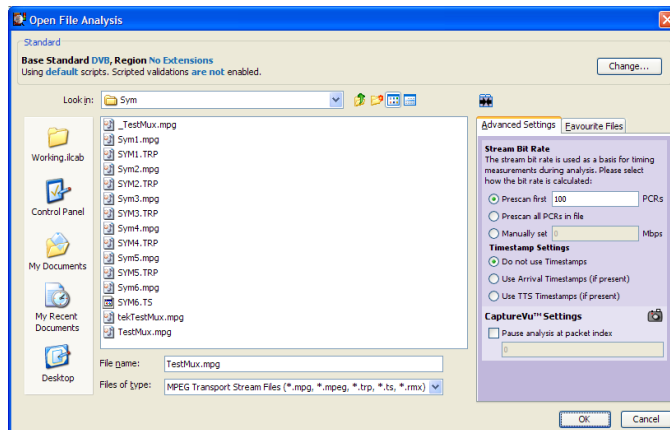 Open File Analysis
Standard
Base Standard DVB, Region No Extensions
Using default scripts. Scripted validations are not enabled.
Change...
Look in:
Sym
Working.ilcab
Control Panel
My Documents
My Recent
Documents
Desktop
_TestMux.mpg
Sym1.mpg
SYM1.TRP
Sym2.mpg
SYM2.TRP
Sym3.mpg
SYM3.TRP
Sym4.mpg
SYM4.TRP
Sym5.mpg
SYM5.TRP
Sym6.mpg
SYM6.TS
tekTestMux.mpg
TestMux.mpg
File name:
TestMux.mpg
Files of type:
MPEG Transport Stream Files (*.mpg, *.mpeg, *.trp, *.ts, *.rmx)
Advanced Settings
Favourite Files
Stream Bit Rate
The stream bit rate is used as a basis for timing
measurements during analysis. Please select
how the bit rate is calculated:
Prescan first 100 PCRs
Prescan all PCRs in file
Manually set 0 Mbps
Timestamp Settings
Do not use Timestamps
Use Arrival Timestamps (if present)
Use TTS Timestamps (if present)
CaptureVu™ Settings
Pause analysis at packet index
0
OK
Cancel